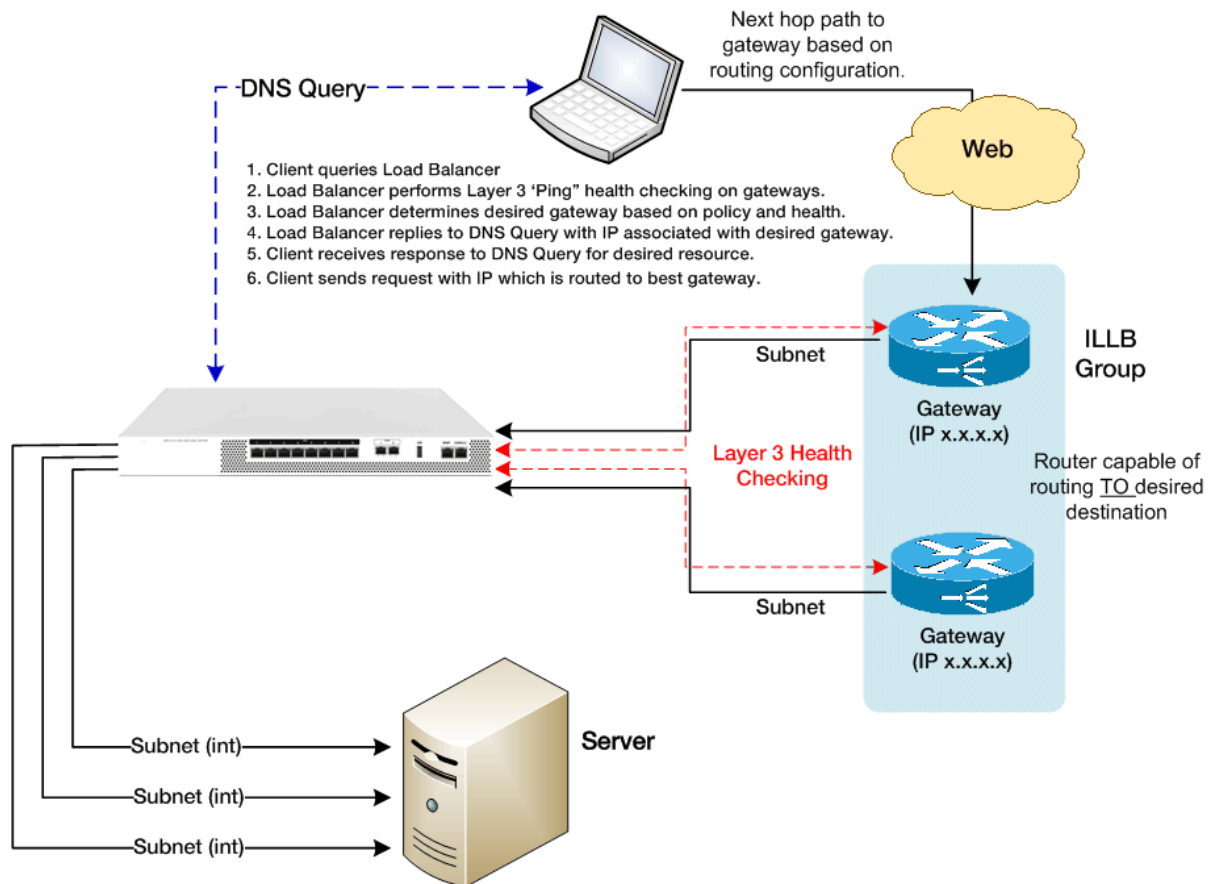 Next hop path to
gateway based on
routing configuration.
DNS Query
Web
1. Client queries Load Balancer
2. Load Balancer performs Layer 3 ‘Ping” health checking on gateways.
3. Load Balancer determines desired gateway based on policy and health.
4. Load Balancer replies to DNS Query with IP associated with desired gateway.
5. Client receives response to DNS Query for desired resource.
6. Client sends request with IP which is routed to best gateway.
Subnet
ILLB
Group
Gateway
(IP x.x.x.x)
Layer 3 Health
Checking
Router capable of
routing TO desired
destination
Subnet
Gateway
(IP x.x.x.x)
Server
Subnet (int)
Subnet (int)
Subnet (int)